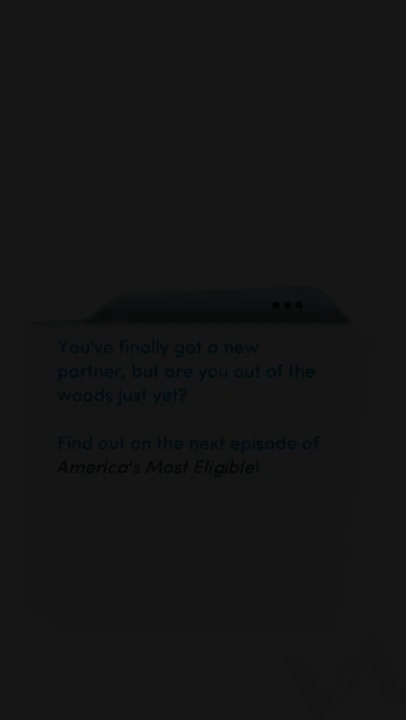 You've finally got a new
partner, but are you out of the
woods just yet?
Find out on the next episode of
America's Most Eligible!